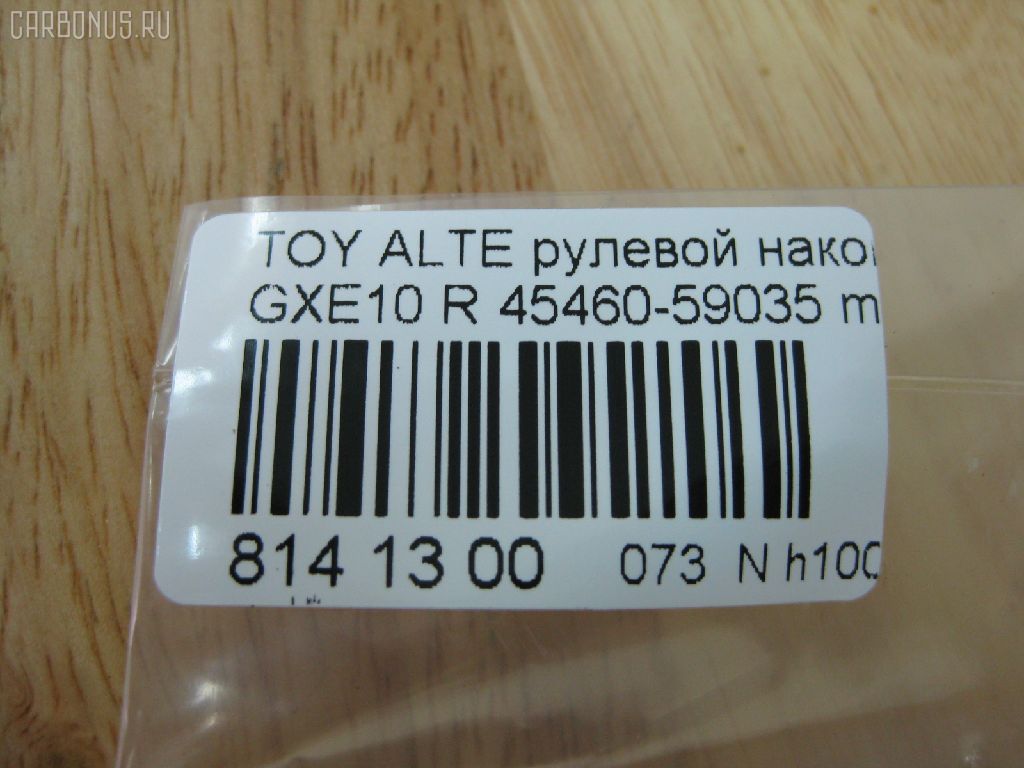 CARBONUS.RU
TOY ALTE рулевой нако
GXE10 R 45460-59035 m
814 13 00 073 N h100